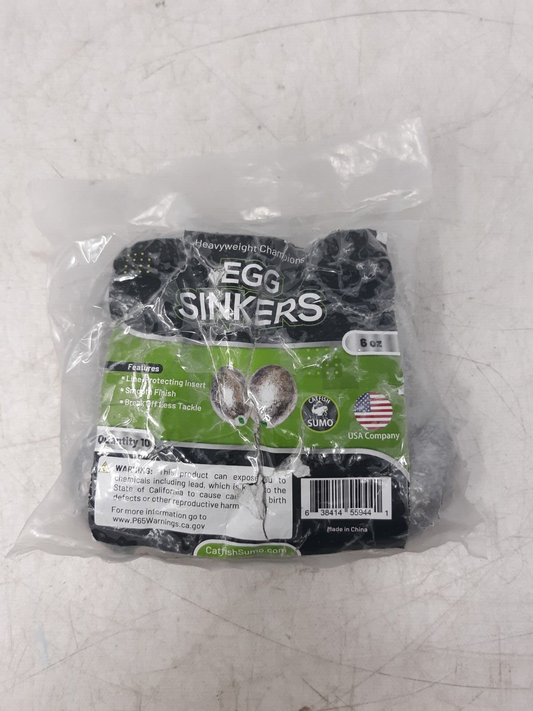 Heavyweight Champions
EGG
SINKERS
6 oz
Features
• Line Protecting Insert
• Smooth Finish
• Break Off Less Tackle
CATFISH
SUMO
USA Company
Quantity 10
WARNING: This product can expose you to
chemicals including lead, which is to the
State of California to cause birth
defects or other reproductive harm
For more information go to
www.P65Warnings.ca.gov
6 38414 55944 1
Made in China
CatfishSumo.com